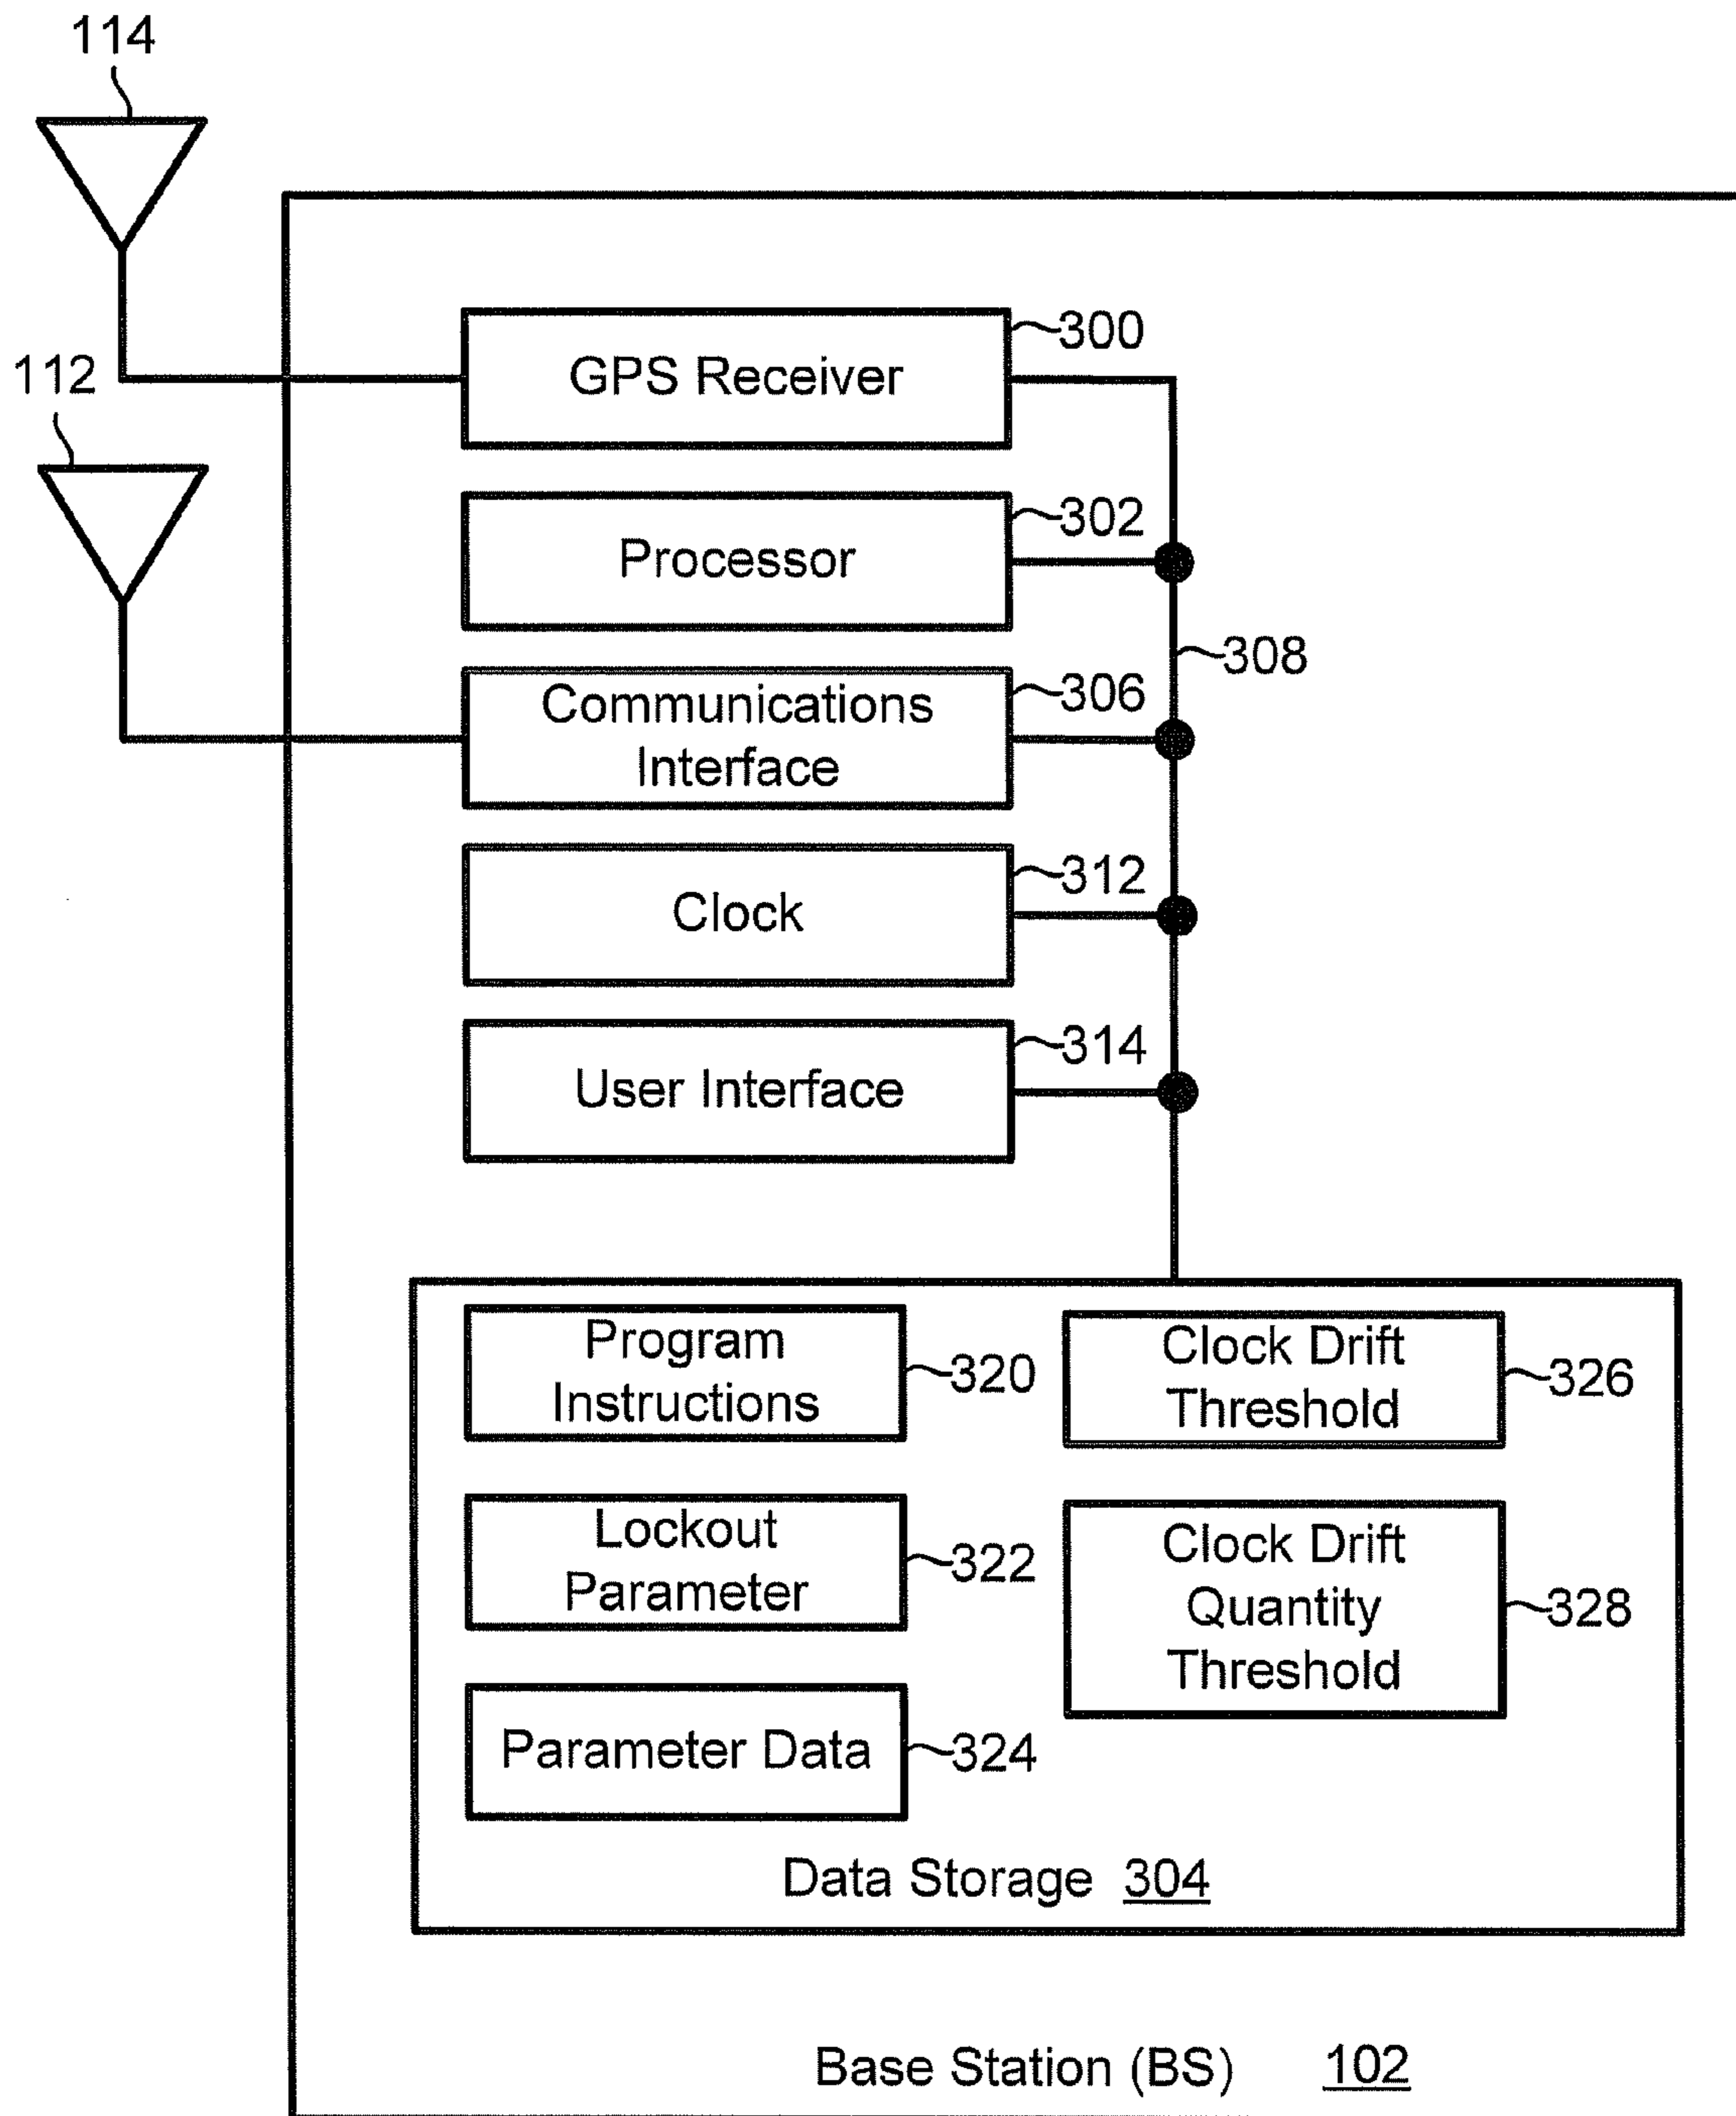 114
300
GPS Receiver
112
302
Processor
308
306
Communications
Interface
312
Clock
314
User Interface
Program
Instructions
320
Clock Drift
Threshold
326
Lockout
Parameter
322
Clock Drift
Quantity
Threshold
328
Parameter Data
324
Data Storage 304
Base Station (BS) 102